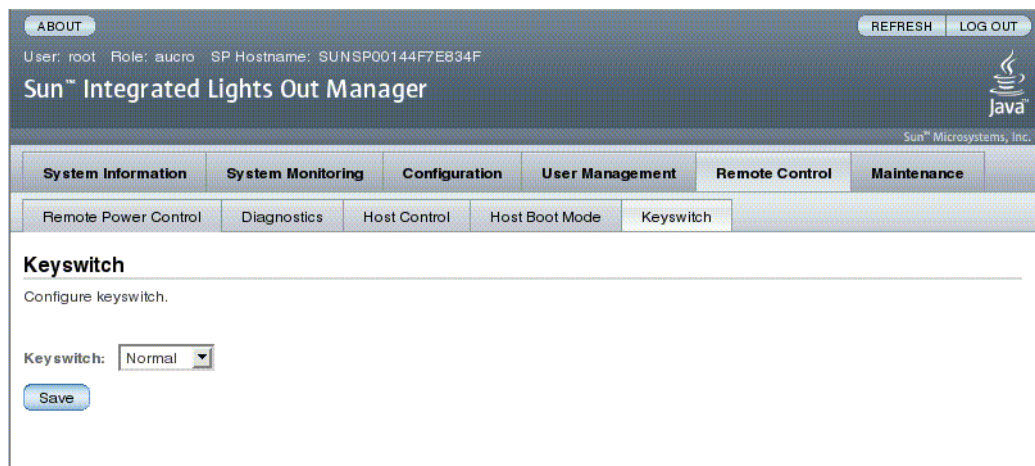 ABOUT REFRESH LOG OUT
User: root Role: aucro SP Hostname: SUNSP00144F7E834F
Sun™ Integrated Lights Out Manager
Java™
Sun™ Microsystems, Inc.
System Information System Monitoring Configuration User Management Remote Control Maintenance
Remote Power Control Diagnostics Host Control Host Boot Mode Keyswitch
Keyswitch
Configure keyswitch.
Keyswitch: Normal
Save